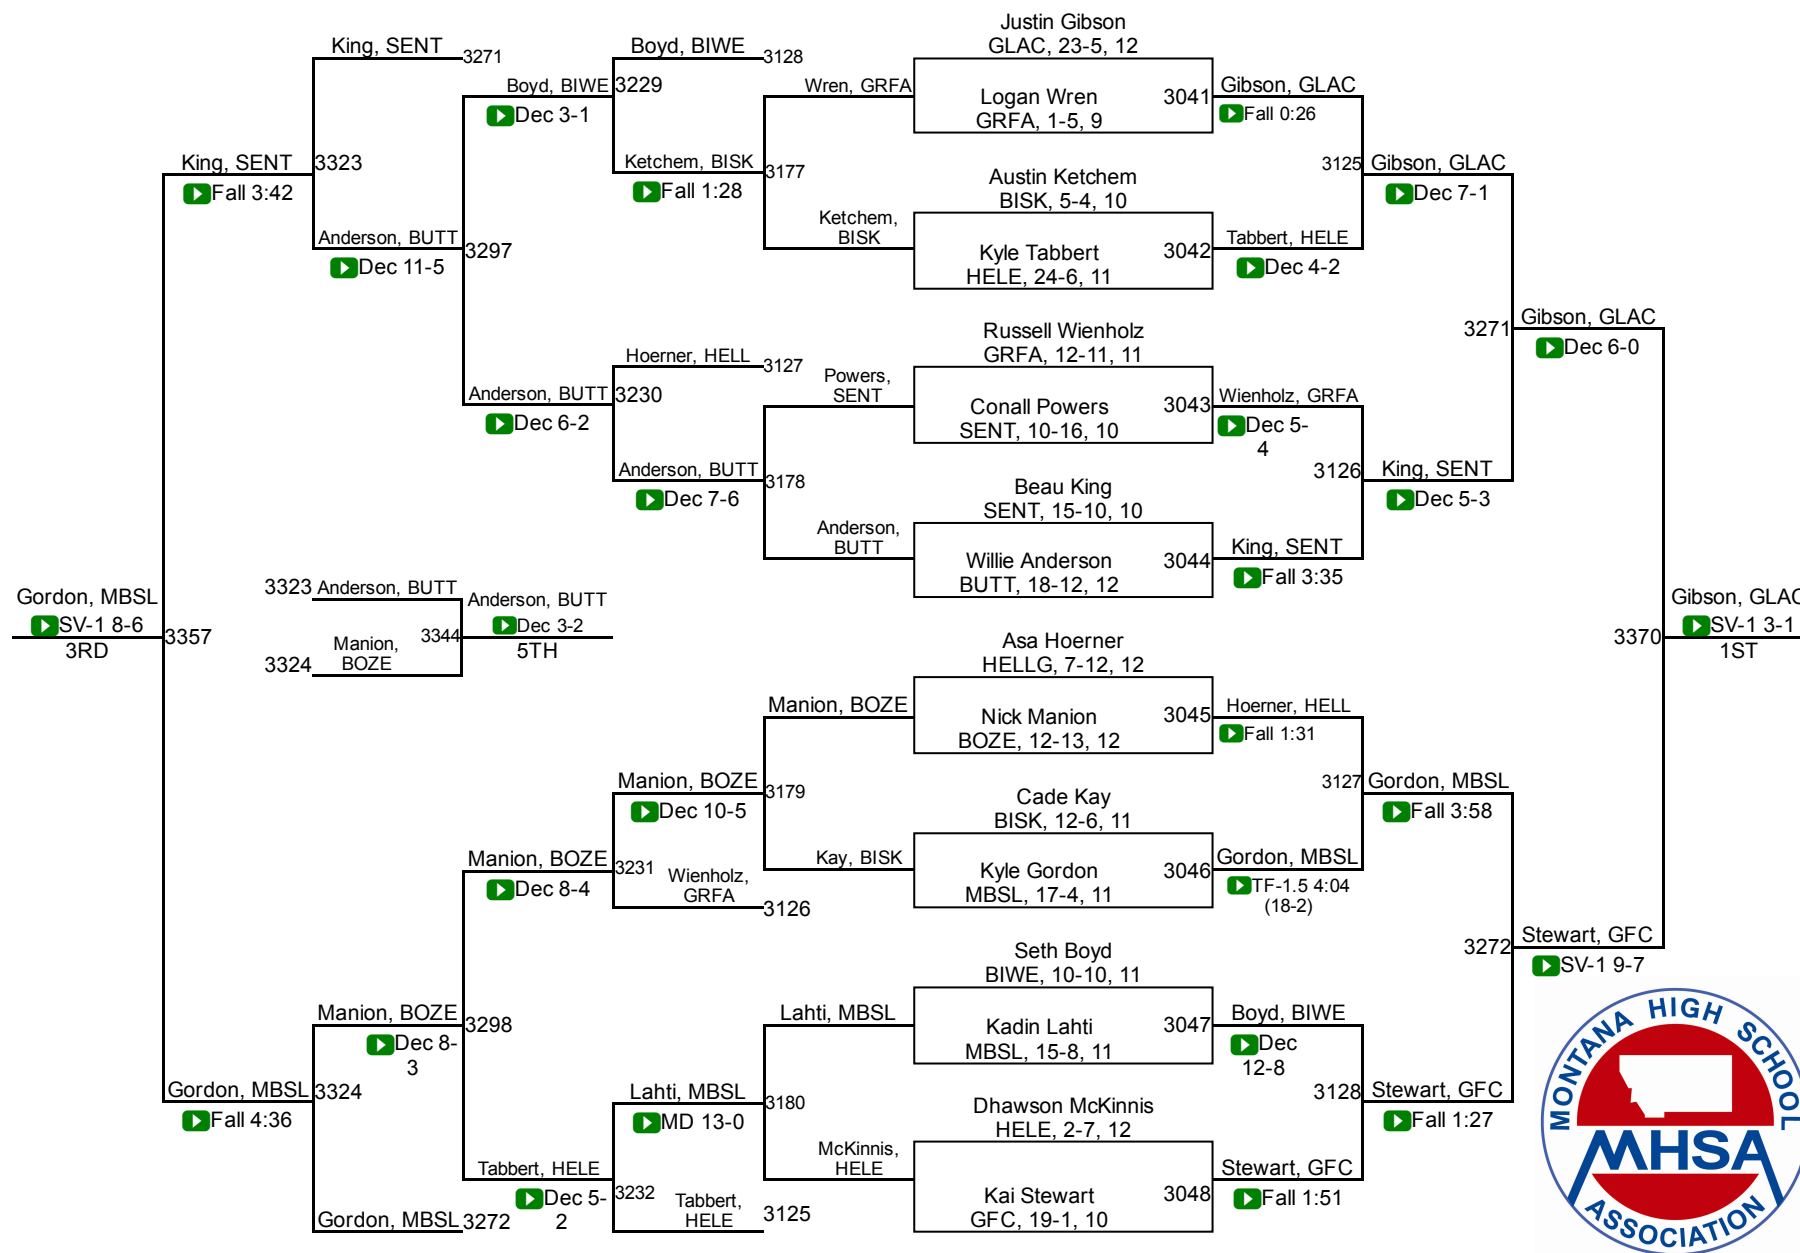 King, SENT
3271
Boyd, BIWE
3128
Justin Gibson
GLAC, 23-5, 12
Boyd, BIWE
3229
Dec 3-1
Wren, GRFA
Logan Wren
GRFA, 1-5, 9
3041
Gibson, GLAC
Fall 0:26
King, SENT
3323
Fall 3:42
Ketchem, BISK
3177
Fall 1:28
Austin Ketchem
BISK, 5-4, 10
3125
Gibson, GLAC
Dec 7-1
Anderson, BUTT
3297
Dec 11-5
Ketchem,
BISK
Kyle Tabbert
HELE, 24-6, 11
3042
Tabbert, HELE
Dec 4-2
Russell Wienholz
GRFA, 12-11, 11
3271
Gibson, GLAC
Dec 6-0
Hoerner, HELL
3127
Anderson, BUTT
3230
Dec 6-2
Powers,
SENT
Conall Powers
SENT, 10-16, 10
3043
Wienholz, GRFA
Dec 5-
4
Anderson, BUTT
3178
Dec 7-6
Beau King
SENT, 15-10, 10
3126
King, SENT
Dec 5-3
Anderson,
BUTT
Willie Anderson
BUTT, 18-12, 12
3044
King, SENT
Fall 3:35
Gordon, MBSL
SV-1 8-6
3RD
3357
3323
Anderson, BUTT
Manion,
BOZE
3324
3344
Anderson, BUTT
Dec 3-2
5TH
3370
Gibson, GLAC
SV-1 3-1
1ST
Asa Hoerner
HELLG, 7-12, 12
Manion, BOZE
Nick Manion
BOZE, 12-13, 12
3045
Hoerner, HELL
Fall 1:31
Manion, BOZE
3179
Dec 10-5
Cade Kay
BISK, 12-6, 11
3127
Gordon, MBSL
Fall 3:58
Manion, BOZE
3231
Dec 8-4
Wienholz,
GRFA
3126
Kay, BISK
Kyle Gordon
MBSL, 17-4, 11
3046
Gordon, MBSL
TF-1.5 4:04
(18-2)
Seth Boyd
BIWE, 10-10, 11
3272
Stewart, GFC
SV-1 9-7
Manion, BOZE
3298
Dec 8-
3
Lahti, MBSL
Kadin Lahti
MBSL, 15-8, 11
3047
Boyd, BIWE
Dec
12-8
Gordon, MBSL
3324
Fall 4:36
Lahti, MBSL
3180
MD 13-0
Dhawson McKinnis
HELE, 2-7, 12
3128
Stewart, GFC
Fall 1:27
Tabbert, HELE
3232
Dec 5-
2
McKinnis,
HELE
Tabbert,
HELE
3125
Kai Stewart
GFC, 19-1, 10
3048
Stewart, GFC
Fall 1:51
Gordon, MBSL
3272
MONTANA HIGH SCHOOL
MHSA
ASSOCIATION